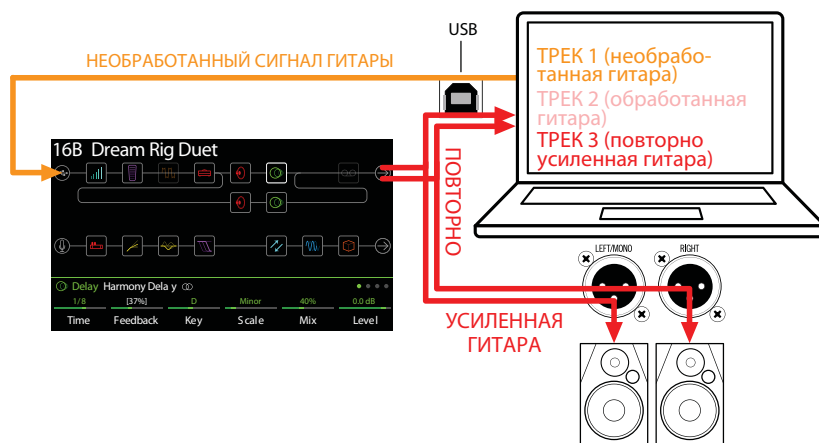 USB
НЕОБРАБОТАННЫЙ СИГНАЛ ГИТАРЫ
ТРЕК 1 (необрабо-
танная гитара)
ТРЕК 2 (обработанная
гитара)
ТРЕК 3 (повторно
усиленная гитара)
16B Dream Rig Duet
ПОВТОРНО
LEFT/MONO
RIGHT
Delay Harmony Dela y
1/8 [37%] D Minor 40% 0.0 dB
Time Feedback Key Scale Mix Level
УСИЛЕННАЯ
ГИТАРА